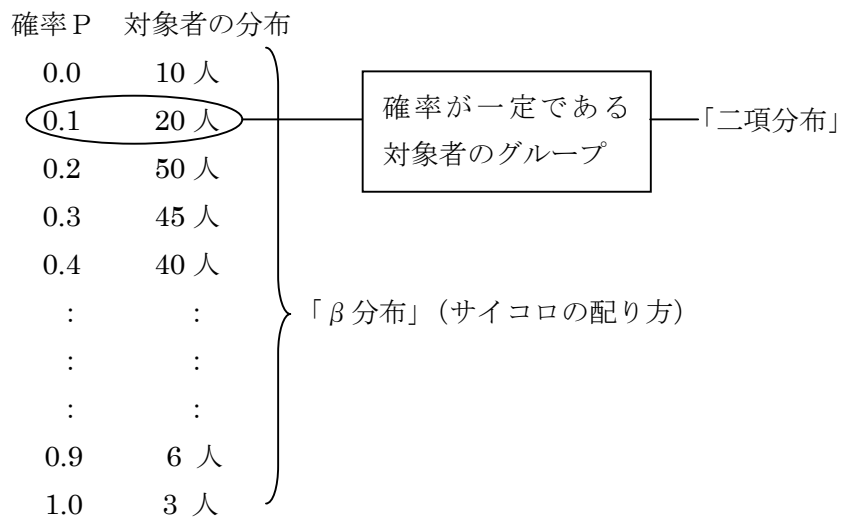 確率Ｐ 対象者の分布
0.0 10 人
0.1 20 人
確率が一定である
対象者のグループ
「二項分布」
0.2 50 人
0.3 45 人
0.4 40 人
: :
「β分布」（サイコロの配り方）
: :
: :
0.9 6 人
1.0 3 人